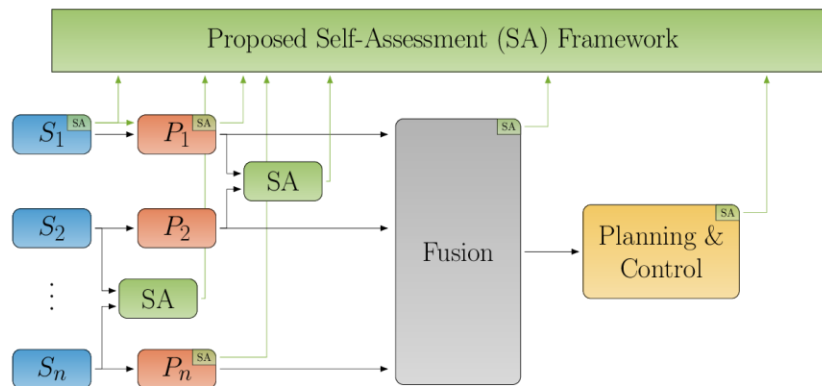 Proposed Self-Assessment (SA) Framework
S₁ SA
P₁ SA
SA
SA
S₂
P₂
SA
Fusion
Planning &
Control
SA
⋮
SA
Sₙ
Pₙ SA